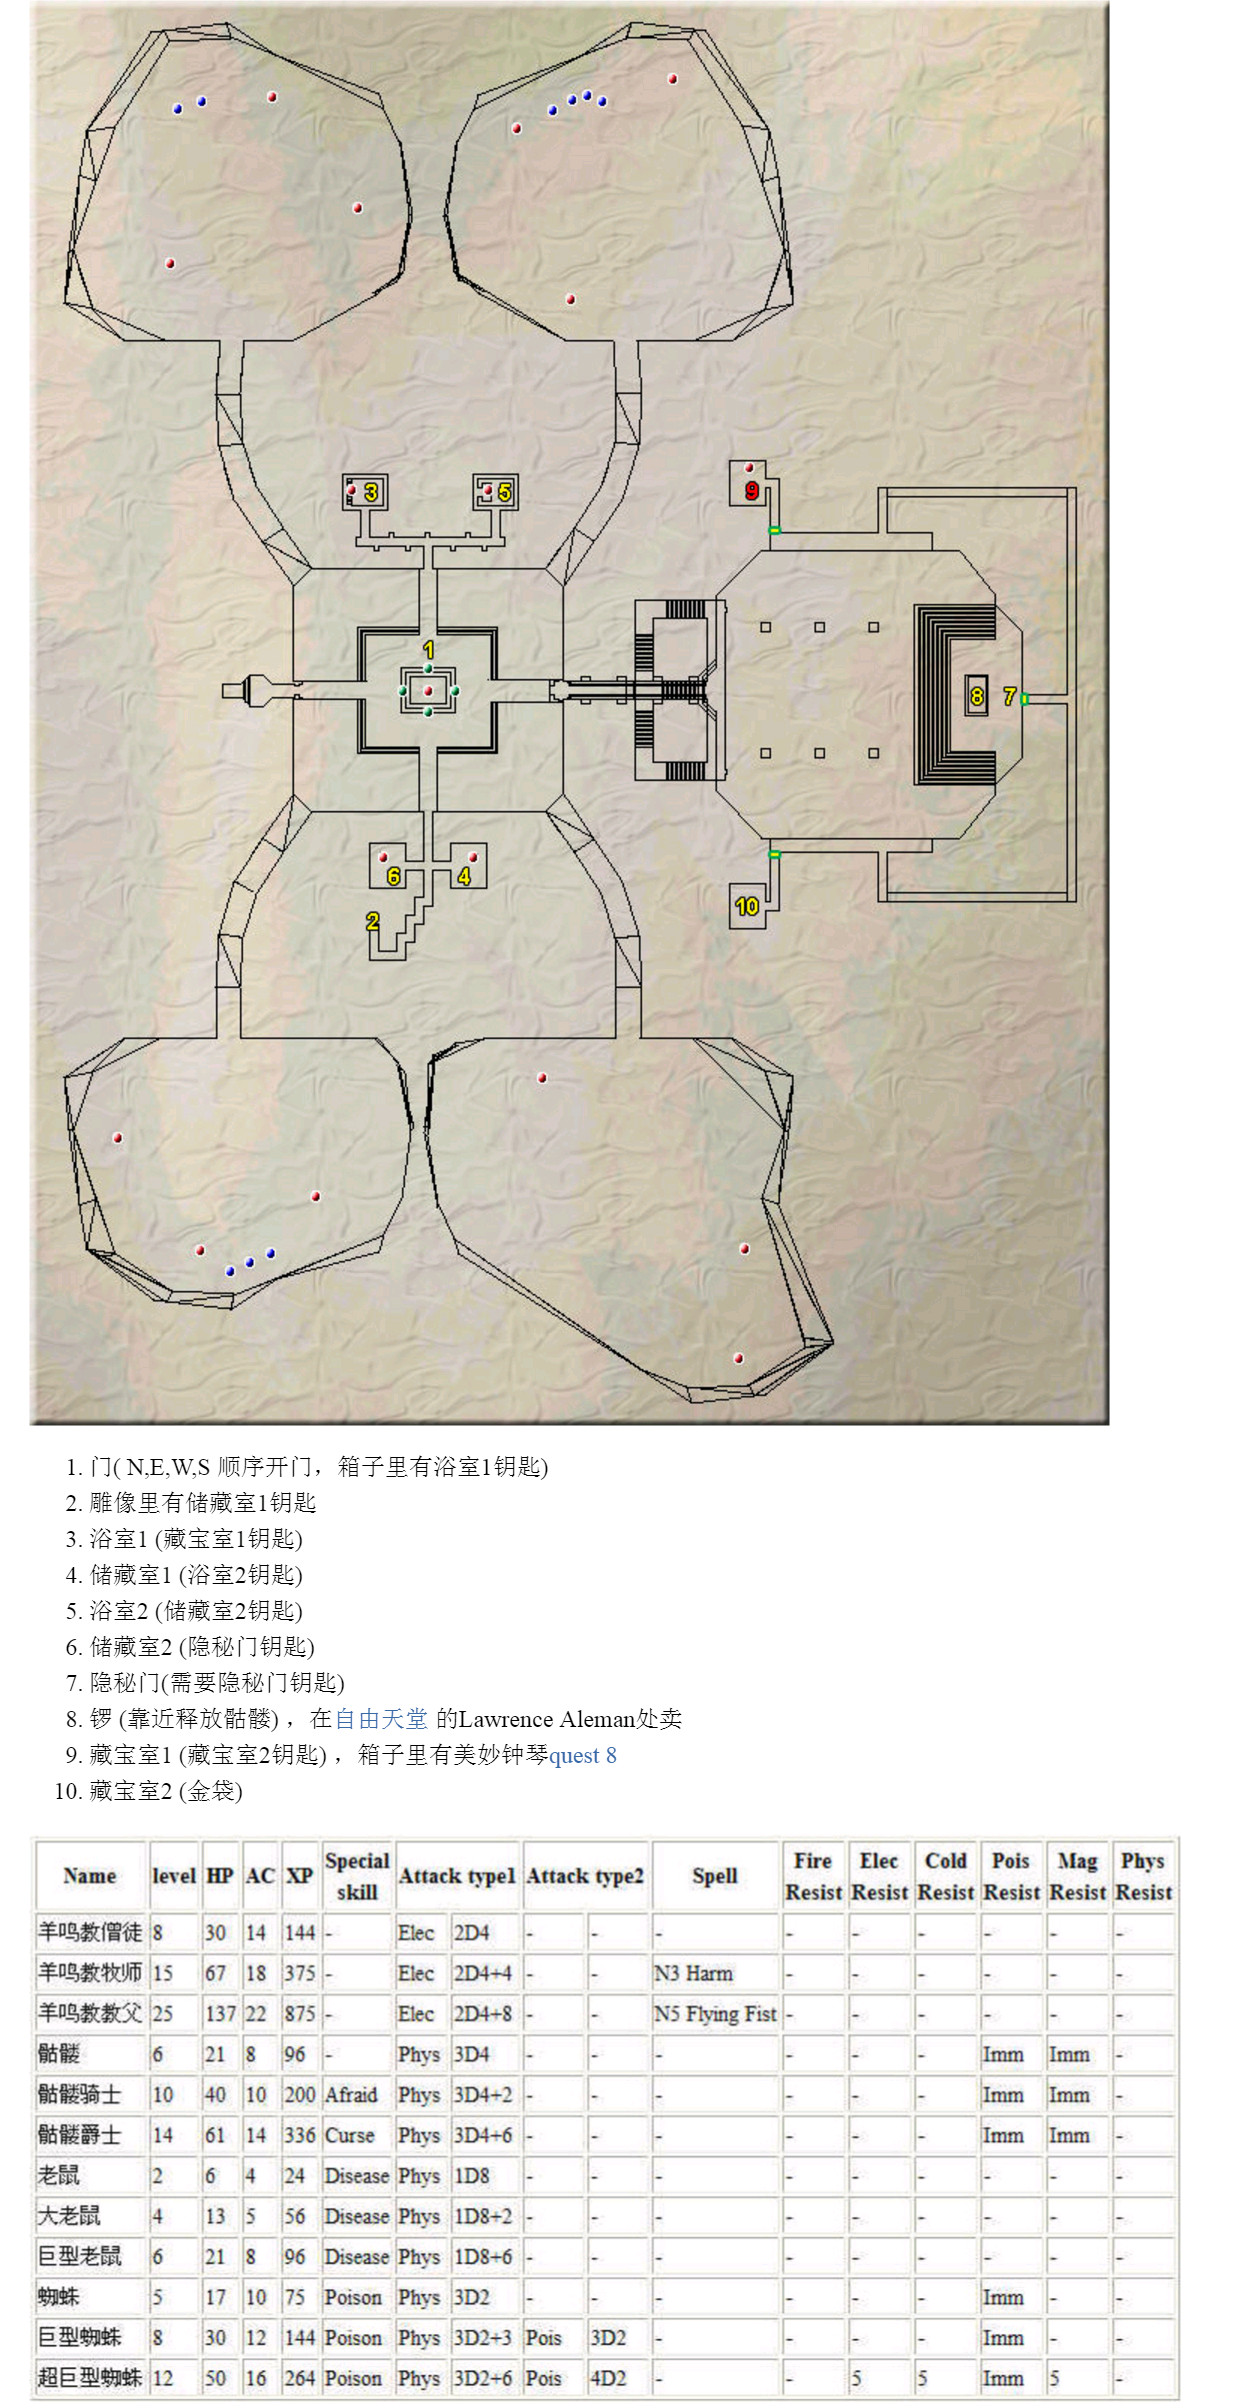 3
5
9
1
8
7
6
4
2
10
1. 门( N,E,W,S 顺序开门，箱子里有浴室1钥匙)
2. 雕像里有储藏室1钥匙
3. 浴室1 (藏宝室1钥匙)
4. 储藏室1 (浴室2钥匙)
5. 浴室2 (储藏室2钥匙)
6. 储藏室2 (隐秘门钥匙)
7. 隐秘门(需要隐秘门钥匙)
8. 锣 (靠近释放骷髅) ，在自由天堂 的Lawrence Aleman处卖
9. 藏宝室1 (藏宝室2钥匙) ，箱子里有美妙钟琴quest 8
10. 藏宝室2 (金袋)
Name level HP AC XP Special skill Attack type1 Attack type2 Spell Fire Resist Elec Resist Cold Resist Pois Resist Mag Resist Phys Resist
羊鸣教僧徒 8 30 14 144 - Elec 2D4 - - - - - - - - -
羊鸣教牧师 15 67 18 375 - Elec 2D4+4 - - N3 Harm - - - - - -
羊鸣教教父 25 137 22 875 - Elec 2D4+8 - - N5 Flying Fist - - - - - -
骷髅 6 21 8 96 - Phys 3D4 - - - - - - Imm Imm -
骷髅骑士 10 40 10 200 Afraid Phys 3D4+2 - - - - - - Imm Imm -
骷髅爵士 14 61 14 336 Curse Phys 3D4+6 - - - - - - Imm Imm -
老鼠 2 6 4 24 Disease Phys 1D8 - - - - - - - - -
大老鼠 4 13 5 56 Disease Phys 1D8+2 - - - - - - - - -
巨型老鼠 6 21 8 96 Disease Phys 1D8+6 - - - - - - - - -
蜘蛛 5 17 10 75 Poison Phys 3D2 - - - - - - Imm - -
巨型蜘蛛 8 30 12 144 Poison Phys 3D2+3 Pois 3D2 - - - - Imm - -
超巨型蜘蛛 12 50 16 264 Poison Phys 3D2+6 Pois 4D2 - - 5 5 Imm 5 -